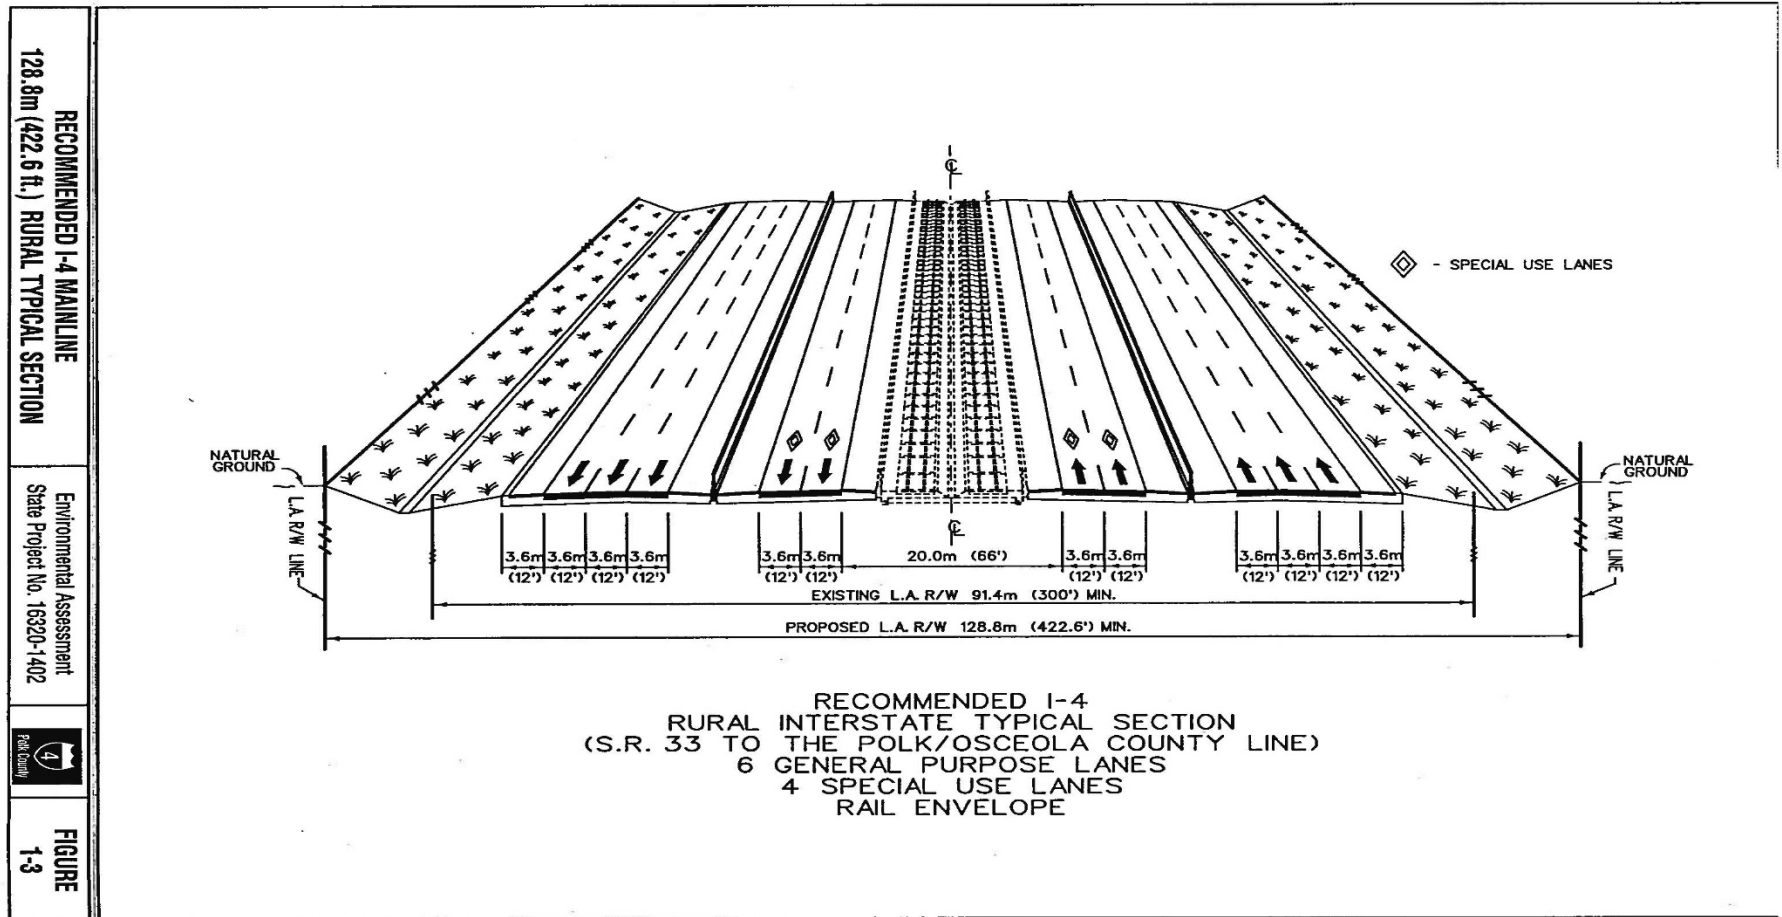 RECOMMENDED I-4 MAINLINE
128.8m (422.6 ft.) RURAL TYPICAL SECTION
Environmental Assessment
State Project No. 16320-1402
4
Polk County
FIGURE
1-3
℄
◈ - SPECIAL USE LANES
NATURAL
GROUND
NATURAL
GROUND
L.A. R/W LINE
L.A. R/W LINE
℄
3.6m 3.6m 3.6m 3.6m 3.6m 3.6m 20.0m (66') 3.6m 3.6m 3.6m 3.6m 3.6m 3.6m
(12') (12') (12') (12') (12') (12') (12') (12') (12') (12') (12') (12')
EXISTING L.A. R/W 91.4m (300') MIN.
PROPOSED L.A. R/W 128.8m (422.6') MIN.
RECOMMENDED I-4
RURAL INTERSTATE TYPICAL SECTION
(S.R. 33 TO THE POLK/OSCEOLA COUNTY LINE)
6 GENERAL PURPOSE LANES
4 SPECIAL USE LANES
RAIL ENVELOPE